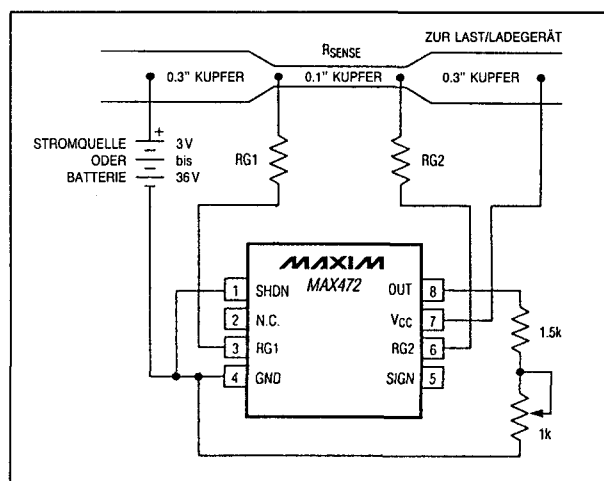 ZUR LAST/LADEGERÄT
RSENSE
0.3" KUPFER
0.1" KUPFER
0.3" KUPFER
+
STROMQUELLE
ODER
BATTERIE
3V
bis
36V
RG1
RG2
MAXIM
MAX472
1 SHDN
2 N.C.
3 RG1
4 GND
OUT 8
VCC 7
RG2 6
SIGN 5
1.5k
1k